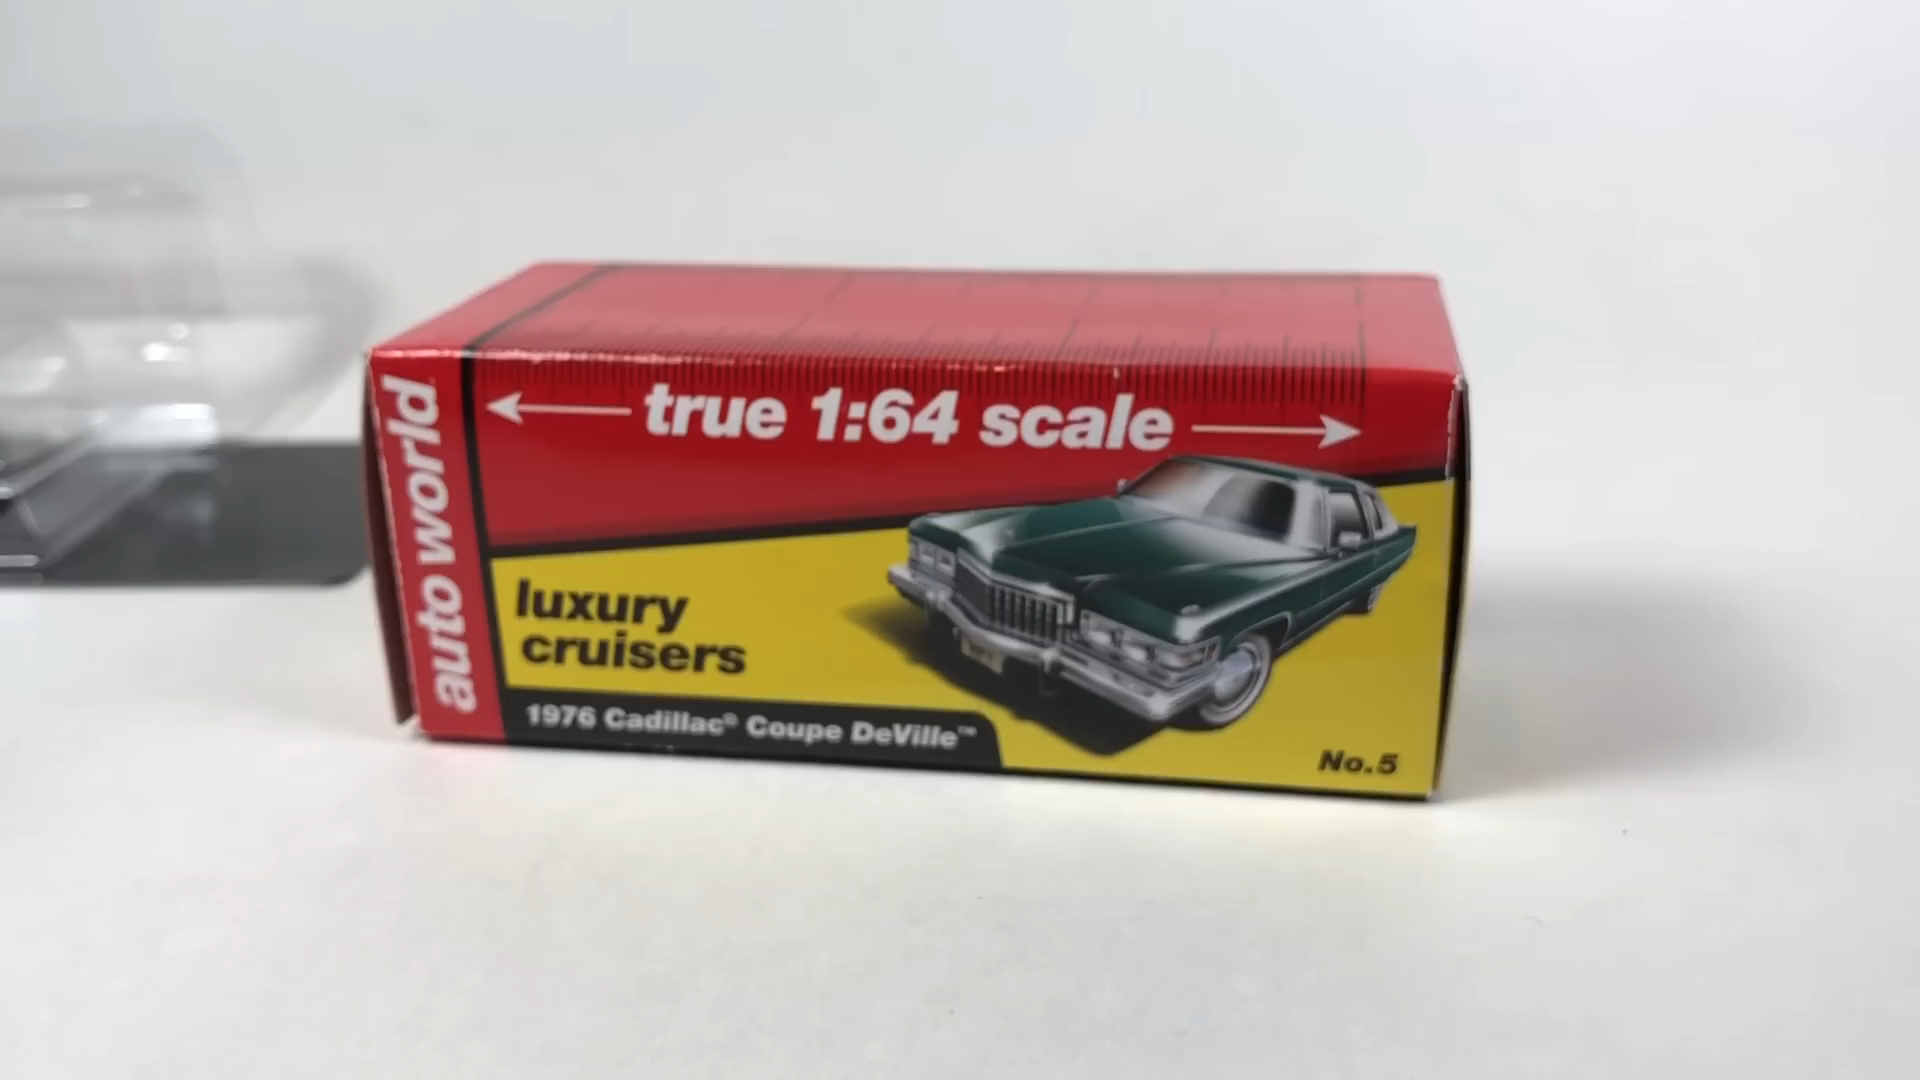 auto world
true 1:64 scale
luxury
cruisers
1976 Cadillac® Coupe DeVille™
No.5